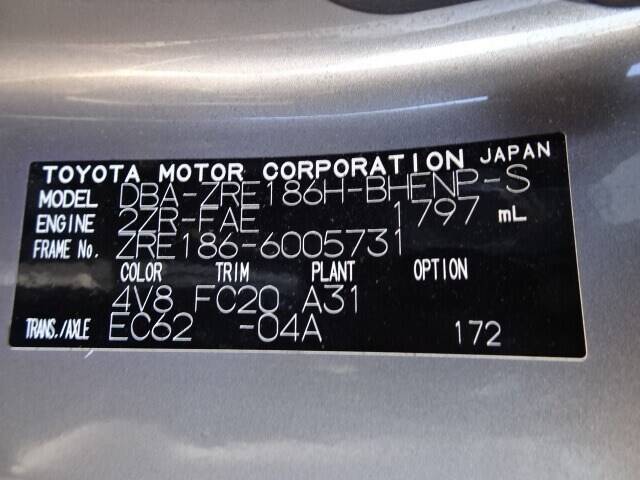 TOYOTA MOTOR CORPORATION JAPAN
MODEL DBA-ZRE186H-BHENP-S
ENGINE 2ZR-FAE 1797 mL
FRAME No. ZRE186-6005731
COLOR TRIM PLANT OPTION
4V8 FC20 A31
TRANS./AXLE EC62 -04A 172